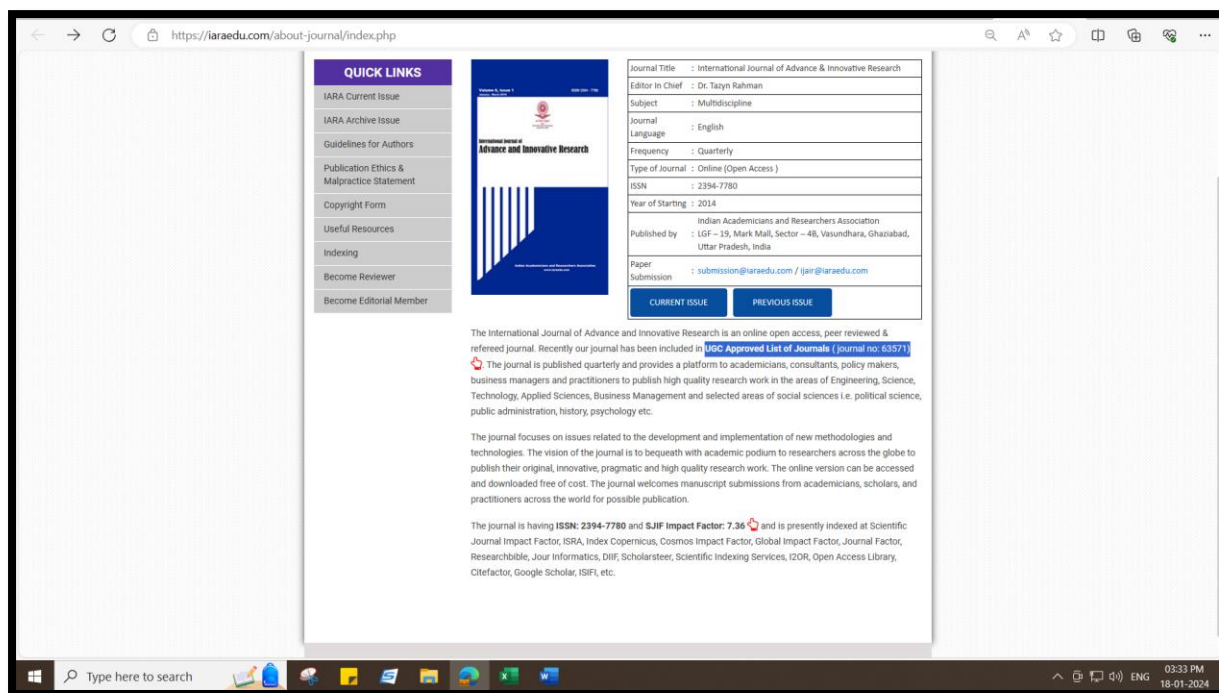 https://iaraedu.com/about-journal/index.php
QUICK LINKS
IARA Current Issue
IARA Archive Issue
Guidelines for Authors
Publication Ethics &
Malpractice Statement
Copyright Form
Useful Resources
Indexing
Become Reviewer
Become Editorial Member
International Journal of
Advance and Innovative Research
Indian Academicians and Researchers Association
www.iaraedu.com
Journal Title : International Journal of Advance & Innovative Research
Editor In Chief : Dr. Tazyn Rahman
Subject : Multidiscipline
Journal
Language : English
Frequency : Quarterly
Type of Journal : Online (Open Access )
ISSN : 2394-7780
Year of Starting : 2014
Published by : Indian Academicians and Researchers Association
LGF – 19, Mark Mall, Sector – 4B, Vasundhara, Ghaziabad,
Uttar Pradesh, India
Paper
Submission : submission@iaraedu.com / ijair@iaraedu.com
CURRENT ISSUE PREVIOUS ISSUE
The International Journal of Advance and Innovative Research is an online open access, peer reviewed &
refereed journal. Recently our journal has been included in UGC Approved List of Journals ( journal no: 63571)
. The journal is published quarterly and provides a platform to academicians, consultants, policy makers,
business managers and practitioners to publish high quality research work in the areas of Engineering, Science,
Technology, Applied Sciences, Business Management and selected areas of social sciences i.e. political science,
public administration, history, psychology etc.
The journal focuses on issues related to the development and implementation of new methodologies and
technologies. The vision of the journal is to bequeath with academic podium to researchers across the globe to
publish their original, innovative, pragmatic and high quality research work. The online version can be accessed
and downloaded free of cost. The journal welcomes manuscript submissions from academicians, scholars, and
practitioners across the world for possible publication.
The journal is having ISSN: 2394-7780 and SJIF Impact Factor: 7.36 and is presently indexed at Scientific
Journal Impact Factor, ISRA, Index Copernicus, Cosmos Impact Factor, Global Impact Factor, Journal Factor,
Researchbible, Jour Informatics, DIIF, Scholarsteer, Scientific Indexing Services, I2OR, Open Access Library,
Citefactor, Google Scholar, ISIFI, etc.
Type here to search
ENG
03:33 PM
18-01-2024